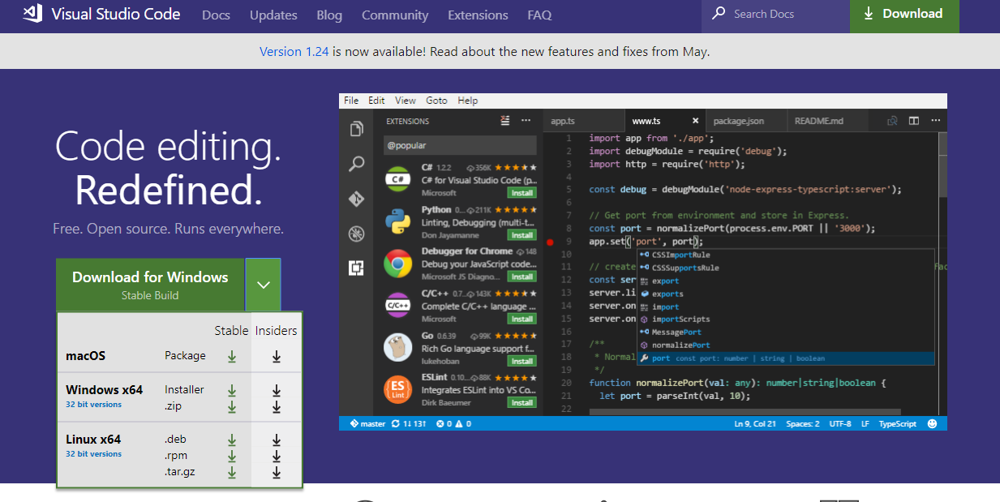 Visual Studio Code Docs Updates Blog Community Extensions FAQ Search Docs Download
Version 1.24 is now available! Read about the new features and fixes from May.
Code editing.
Redefined.
Free. Open source. Runs everywhere.
Download for Windows
Stable Build
Stable Insiders
macOS Package
Windows x64 Installer
32 bit versions .zip
Linux x64 .deb
32 bit versions .rpm
.tar.gz
File Edit View Goto Help
EXTENSIONS
@popular
C# 1.2.2 356K
C#
C# for Visual Studio Code (p...
Microsoft Install
Python 0... 211K
Linting, Debugging (multi-t...
Don Jayamanne Install
Debugger for Chrome 148
Debug your JavaScript code...
Microsoft JS Diagno... Install
C/C++ 0.7... 143K
C/C++
Complete C/C++ language ...
Microsoft Install
Go 0.6.39 99K
Rich Go language support f...
lukehoban Install
ESLint 0.10... 88K
ES
Lint
Integrates ESLint into VS Co...
Dirk Baeumer Install
app.ts www.ts package.json README.md ...
1 import app from './app';
2 import debugModule = require('debug');
3 import http = require('http');
4
5 const debug = debugModule('node-express-typescript:server');
6
7 // Get port from environment and store in Express.
8 const port = normalizePort(process.env.PORT || '3000');
9 app.set('port', port);
10
11 // create
12 const ser
13 server.li
14 server.on
15 server.on
16
17 /**
18 * Normal
19 */
20 function normalizePort(val: any): number|string|boolean {
21 let port = parseInt(val, 10);
22
CSSImportRule
CSSSupportsRule
export
exports
import
importScripts
MessagePort
normalizePort
port const port: number | string | boolean
master 1↓ 13↑ 0 0 Ln 9, Col 21 Spaces: 2 UTF-8 LF TypeScript